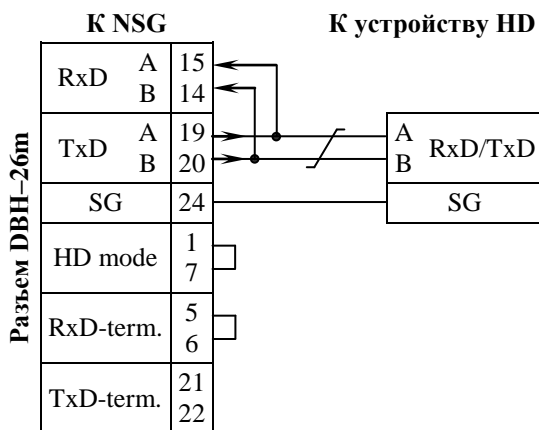 К NSG
К устройству HD
Разъем DBH–26m
RxD A 15
B 14
TxD A 19
B 20
SG 24
HD mode 1
7
RxD-term. 5
6
TxD-term. 21
22
A RxD/TxD
B
SG